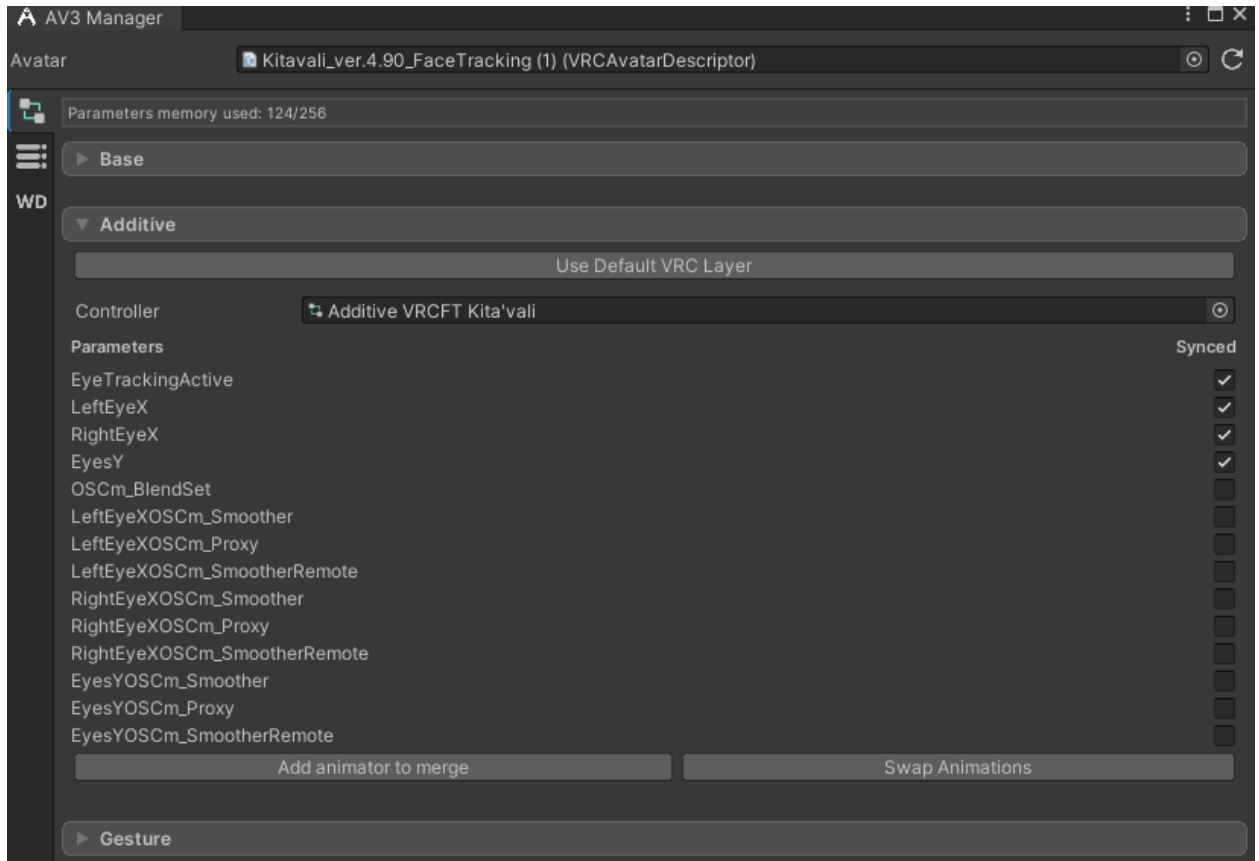 AV3 Manager
Avatar Kitavali_ver.4.90_FaceTracking (1) (VRCAvatarDescriptor)
Parameters memory used: 124/256
Base
WD
Additive
Use Default VRC Layer
Controller Additive VRCFT Kita'vali
Parameters Synced
EyeTrackingActive
LeftEyeX
RightEyeX
EyesY
OSCm_BlendSet
LeftEyeXOSCm_Smoother
LeftEyeXOSCm_Proxy
LeftEyeXOSCm_SmootherRemote
RightEyeXOSCm_Smoother
RightEyeXOSCm_Proxy
RightEyeXOSCm_SmootherRemote
EyesYOSCm_Smoother
EyesYOSCm_Proxy
EyesYOSCm_SmootherRemote
Add animator to merge Swap Animations
Gesture